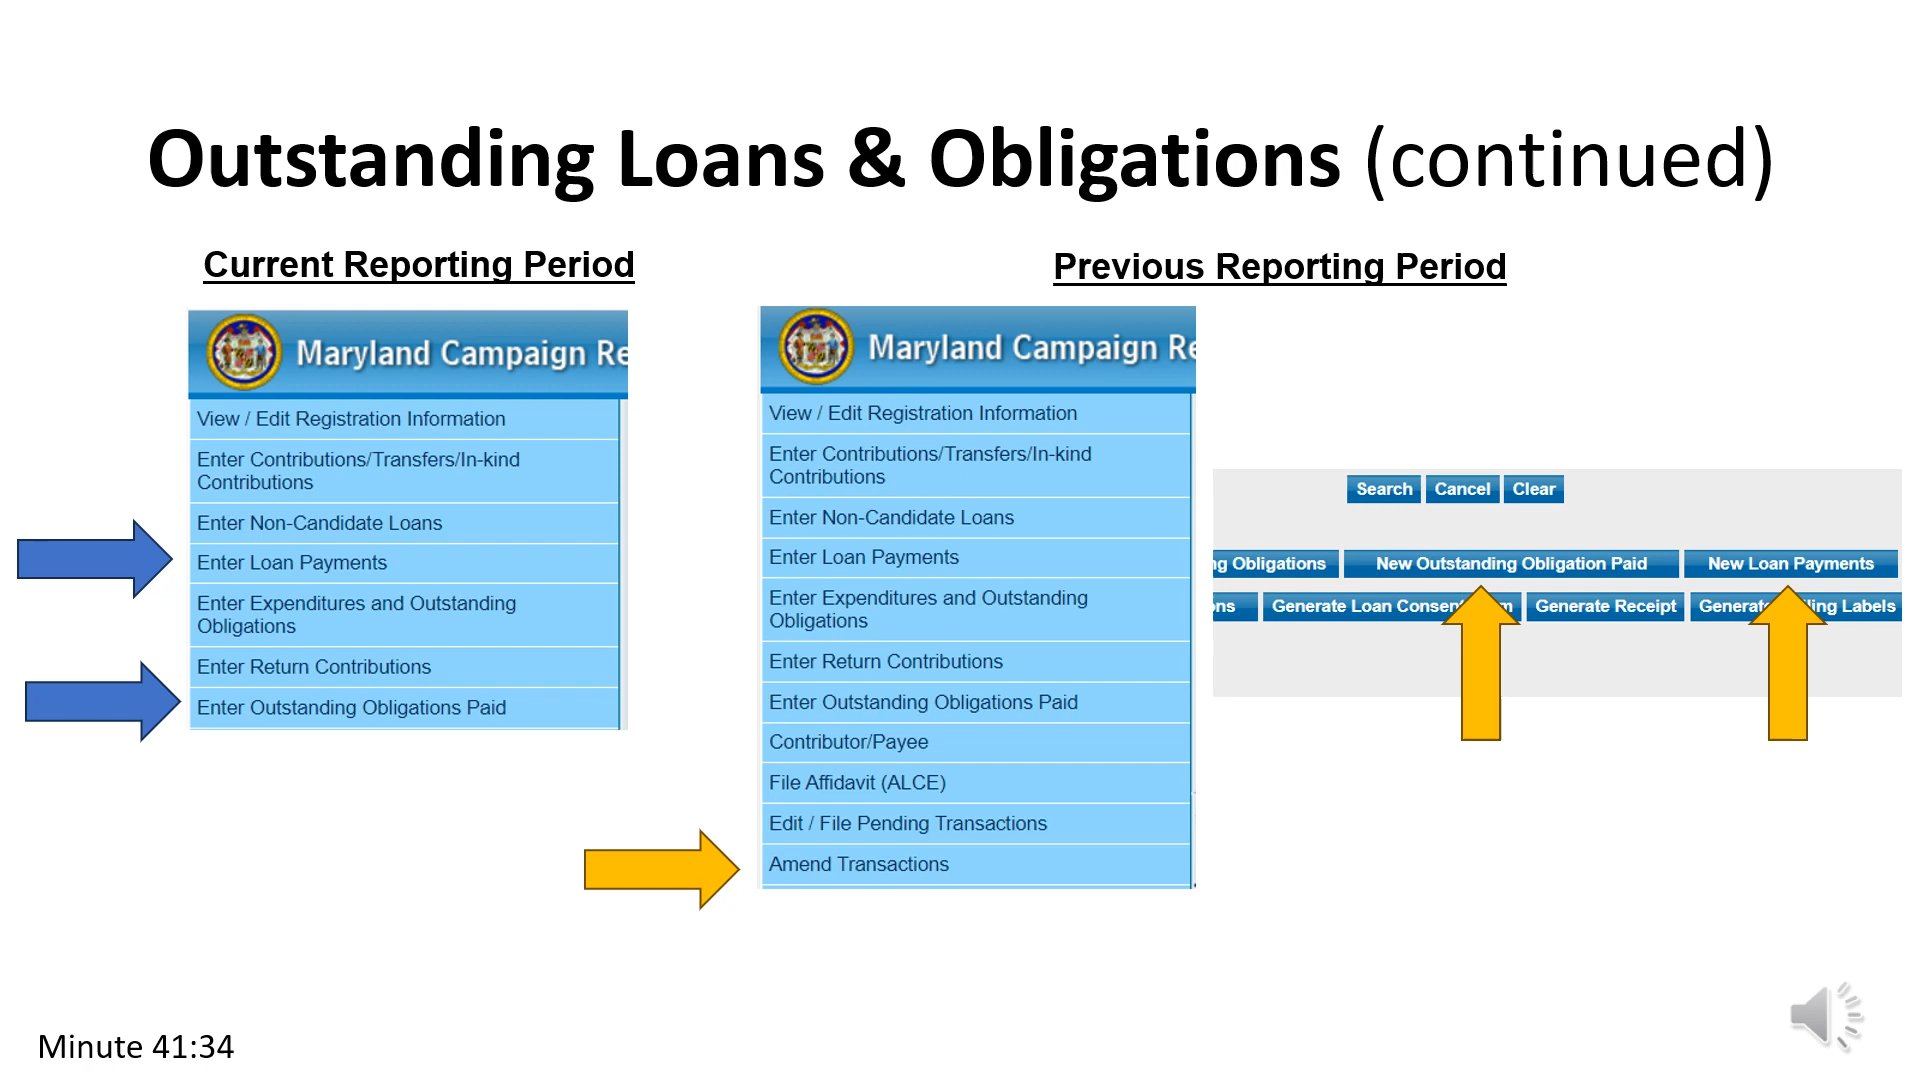 Outstanding Loans & Obligations (continued)
Current Reporting Period
Maryland Campaign Re
View / Edit Registration Information
Enter Contributions/Transfers/In-kind
Contributions
Enter Non-Candidate Loans
Enter Loan Payments
Enter Expenditures and Outstanding
Obligations
Enter Return Contributions
Enter Outstanding Obligations Paid
Previous Reporting Period
Maryland Campaign Re
View / Edit Registration Information
Enter Contributions/Transfers/In-kind
Contributions
Enter Non-Candidate Loans
Enter Loan Payments
Enter Expenditures and Outstanding
Obligations
Enter Return Contributions
Enter Outstanding Obligations Paid
Contributor/Payee
File Affidavit (ALCE)
Edit / File Pending Transactions
Amend Transactions
Search Cancel Clear
ng Obligations New Outstanding Obligation Paid New Loan Payments
ons Generate Loan Consent Generate Receipt Labels
Minute 41:34